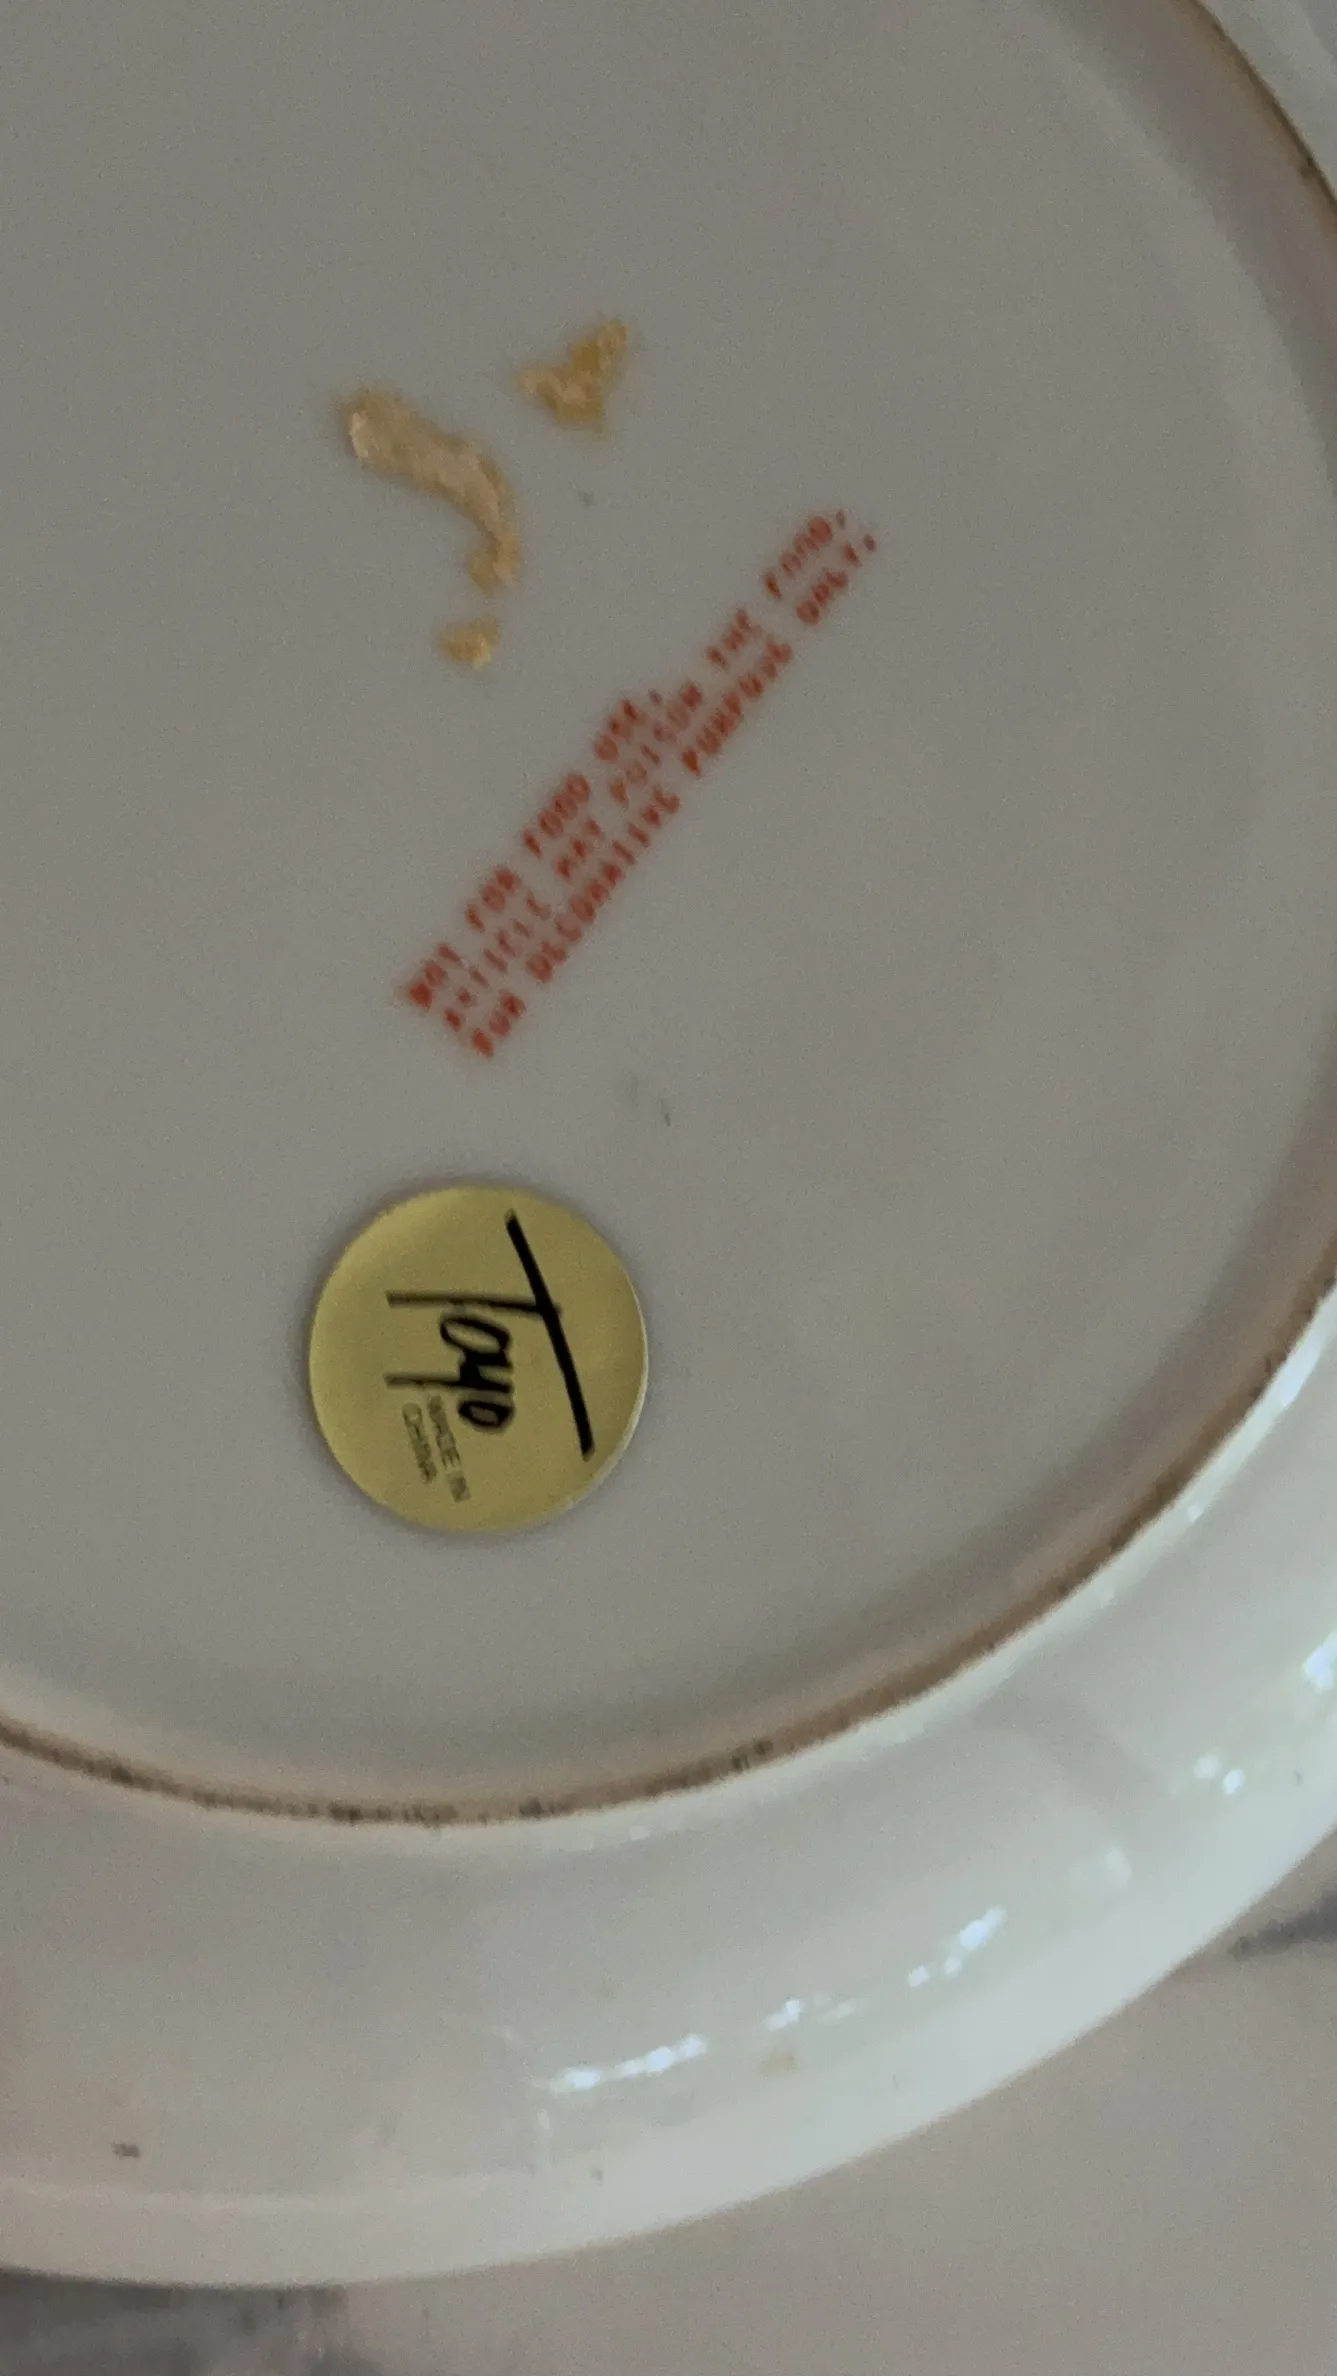 NOT FOR FOOD USE.
ARTICLE MAY POISON THE FOOD.
FOR DECORATIVE PURPOSE ONLY.
Toyo
MADE IN
CHINA